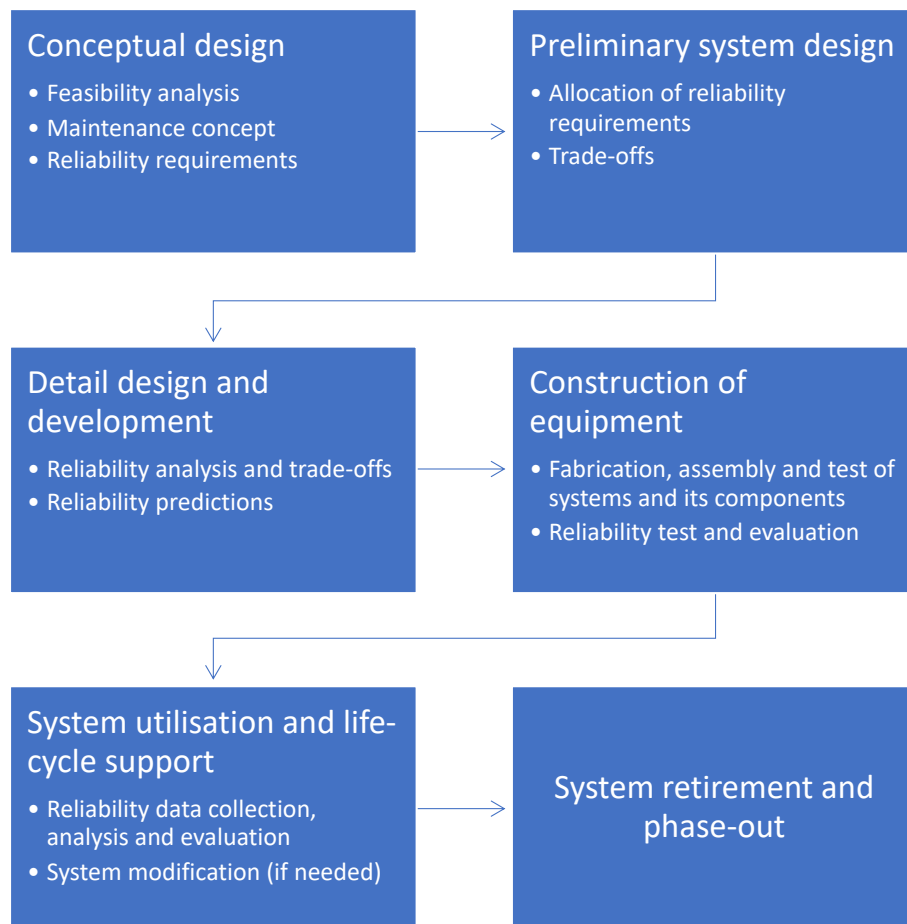 Conceptual design
• Feasibility analysis
• Maintenance concept
• Reliability requirements
Preliminary system design
• Allocation of reliability
requirements
• Trade-offs
Detail design and
development
• Reliability analysis and trade-offs
• Reliability predictions
Construction of
equipment
• Fabrication, assembly and test of
systems and its components
• Reliability test and evaluation
System utilisation and life-
cycle support
• Reliability data collection,
analysis and evaluation
• System modification (if needed)
System retirement and
phase-out